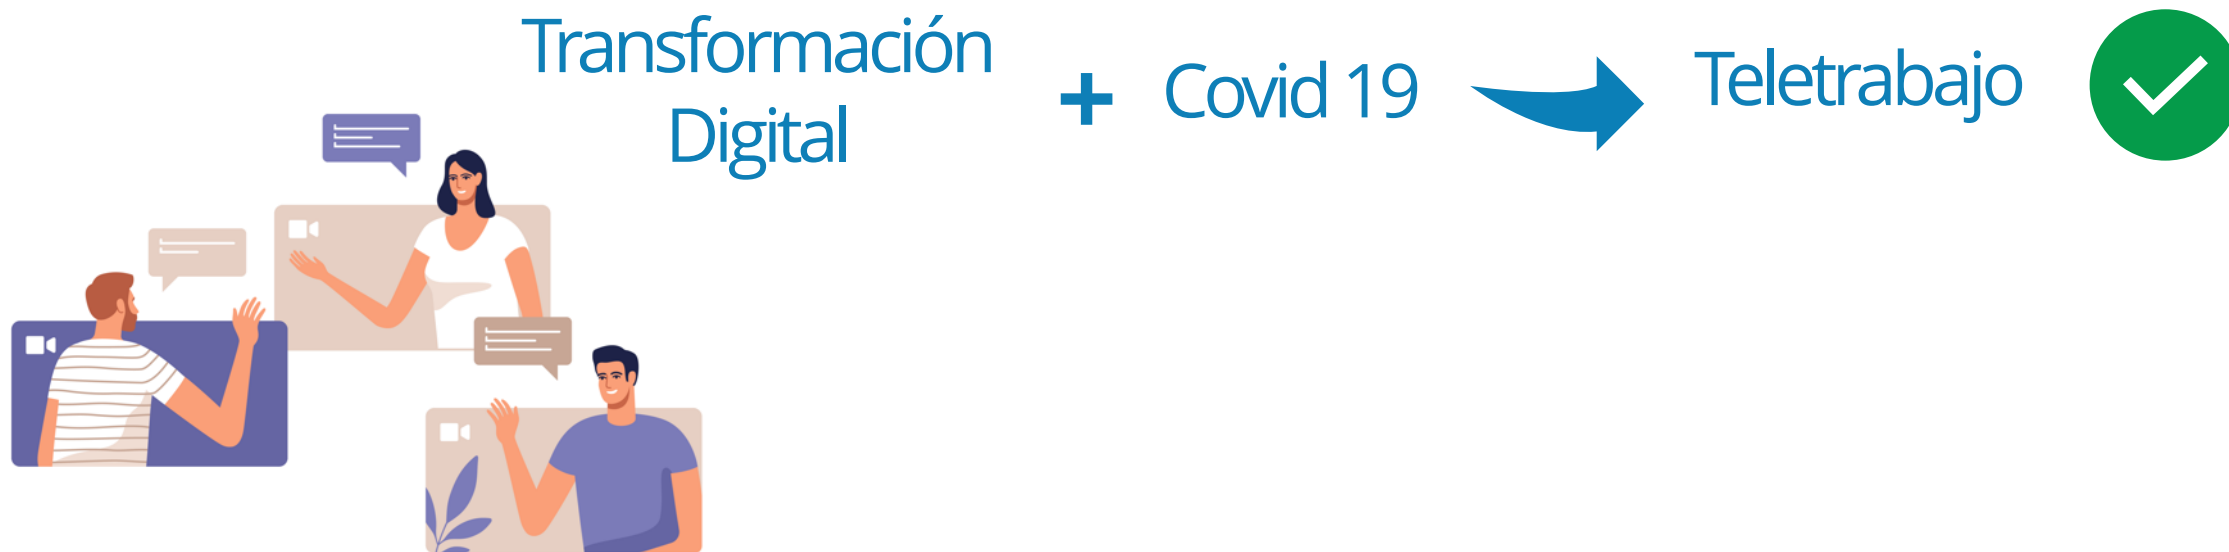 Transformación
Digital
+
Covid 19
Teletrabajo